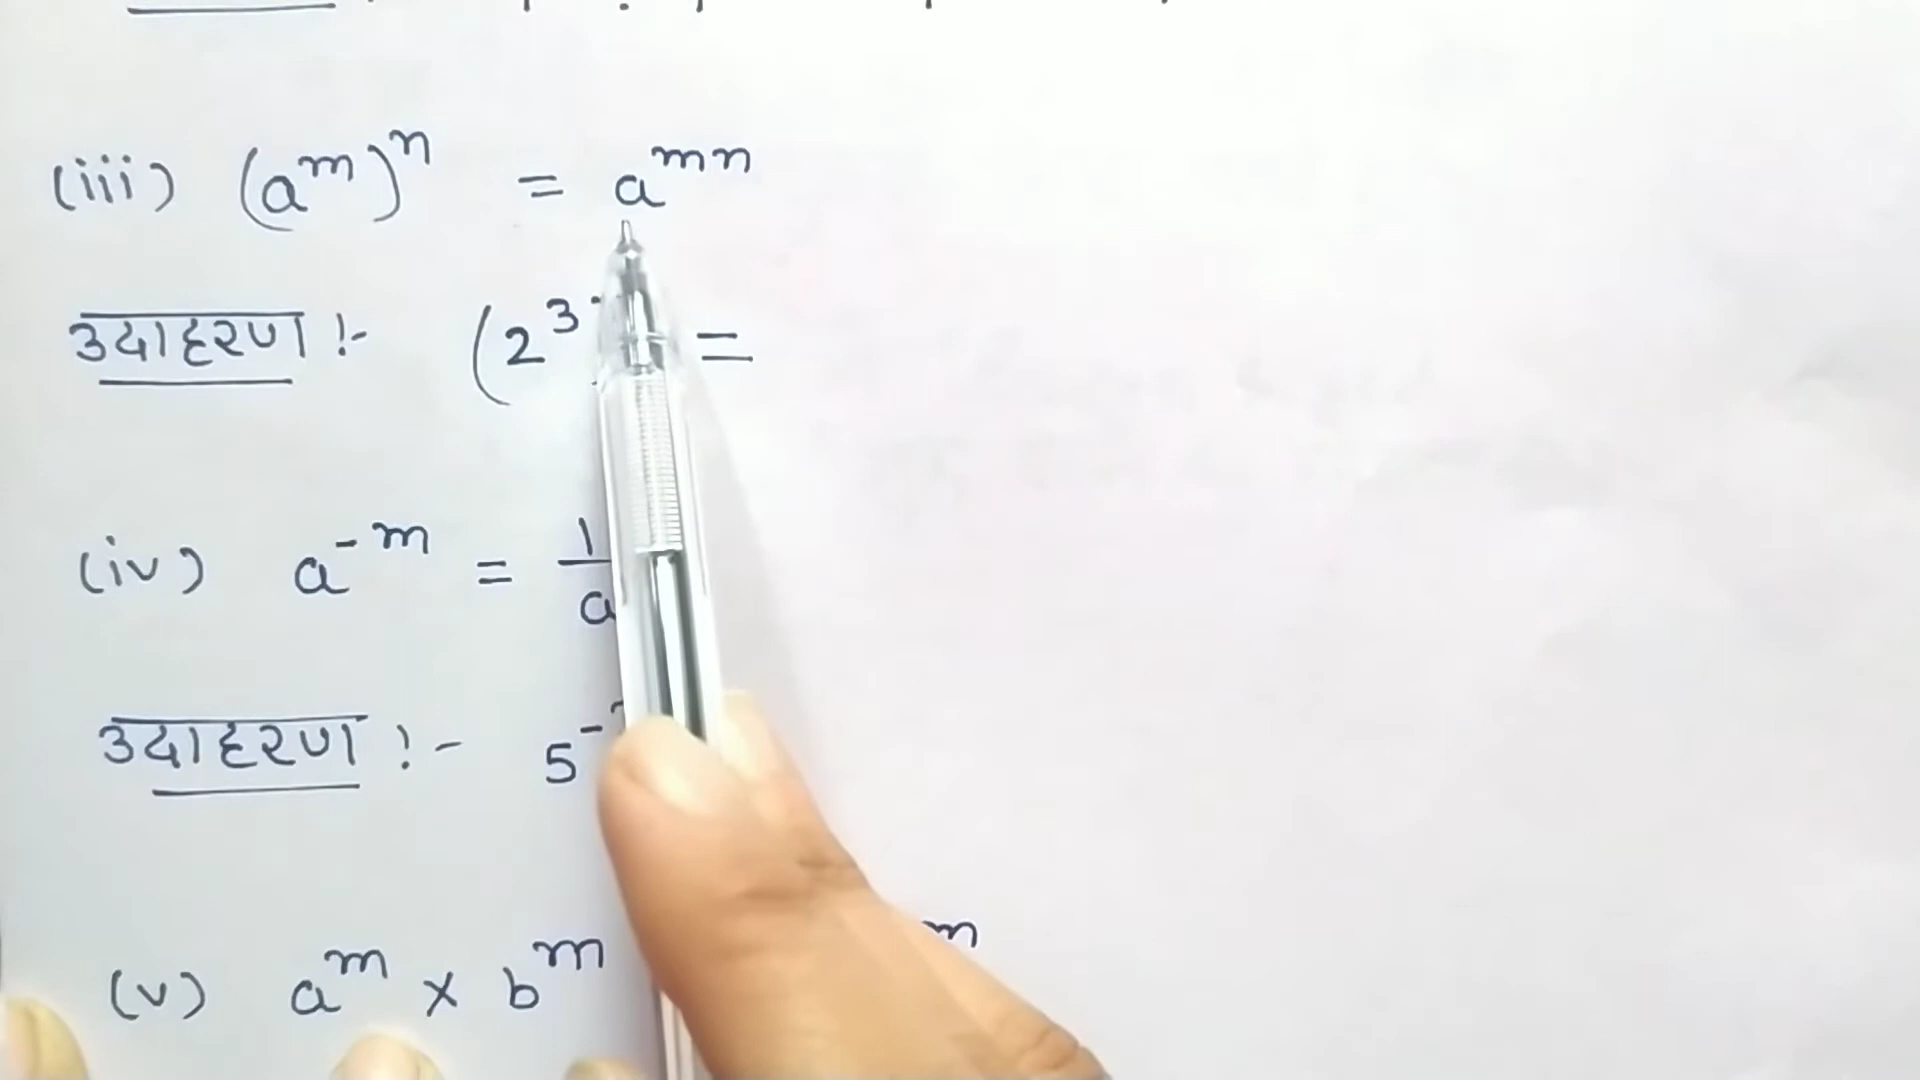 (iii) (a^m)^n = a^mn
उदाहरण :- (2^3 =
(iv) a^-m = 1/a
उदाहरण :- 5^-
(v) a^m × b^m m